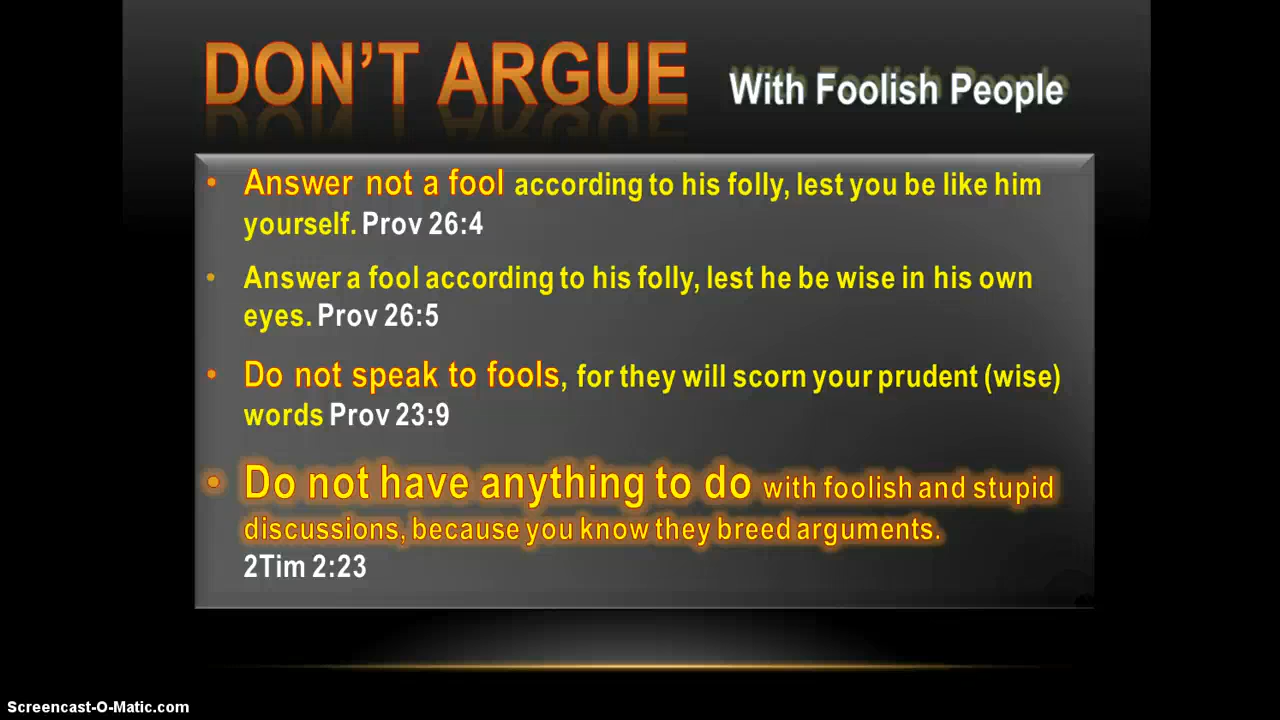 DON'T ARGUE With Foolish People
• Answer not a fool according to his folly, lest you be like him
yourself. Prov 26:4
• Answer a fool according to his folly, lest he be wise in his own
eyes. Prov 26:5
• Do not speak to fools, for they will scorn your prudent (wise)
words Prov 23:9
• Do not have anything to do with foolish and stupid
discussions, because you know they breed arguments.
2Tim 2:23
Screencast-O-Matic.com